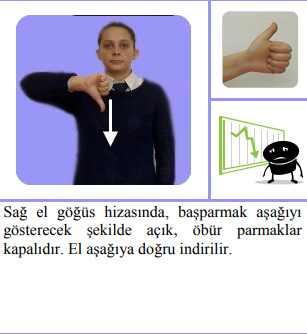 Sağ el göğüs hizasında, başparmak aşağıyı
gösterecek şekilde açık, öbür parmaklar
kapalıdır. El aşağıya doğru indirilir.